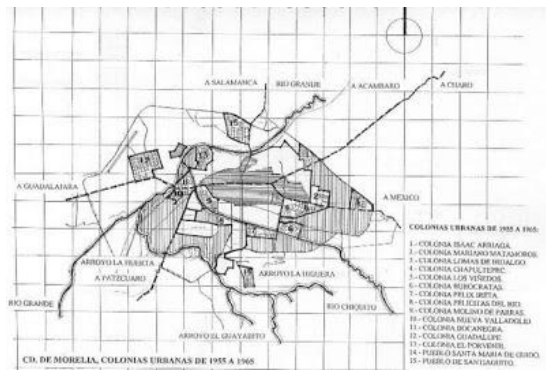 A SALAMANCA
RIO GRANDE
A ACAMBARO
A CHARO
A GUADALAJARA
A MEXICO
ARROYO LA HUERTA
A PATZCUARO
ARROYO LA HIGUERA
RIO GRANDE
RIO CHIQUITO
ARROYO EL GUAYABITO
CD. DE MORELIA, COLONIAS URBANAS DE 1955 A 1965
COLONIAS URBANAS DE 1955 A 1965:
1.- COLONIA ISAAC ARRIAGA.
2.- COLONIA MARIANO MATAMOROS.
3.- COLONIA LOMAS DE HIDALGO.
4.- COLONIA CHAPULTEPEC.
5.- COLONIA LOS VIÑEDOS.
6.- COLONIA BUROCRATAS.
7.- COLONIA FELIX IRETA.
8.- COLONIA FELICITAS DEL RIO.
9.- COLONIA MOLINO DE PARRAS.
10.- COLONIA NUEVA VALLADOLID
11.- COLONIA BOCANEGRA.
12.- COLONIA GUADALUPE.
13.- COLONIA EL PORVENIR.
14.- PUEBLO SANTA MARIA DE GUIDO.
15.- PUEBLO DE SANTIAGUITO.